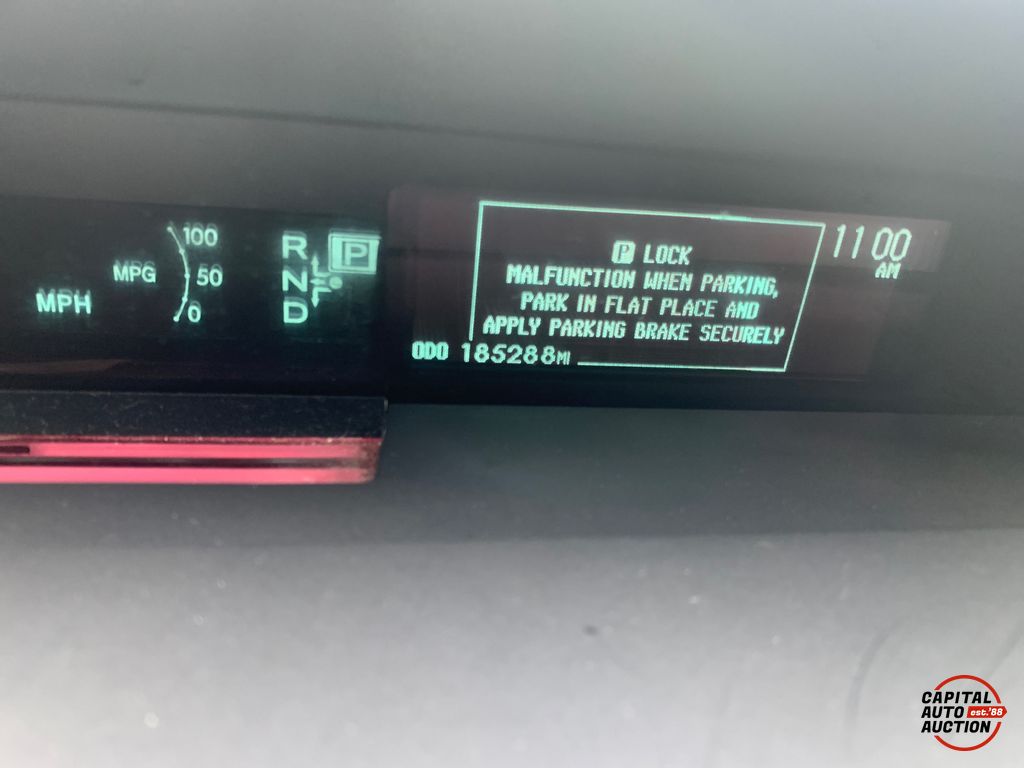 100
MPG
50
MPH
0
R
N
D
P
P LOCK
MALFUNCTION WHEN PARKING,
PARK IN FLAT PLACE AND
APPLY PARKING BRAKE SECURELY
ODO 185288MI
11 00
AM
CAPITAL
AUTO est.'88
AUCTION